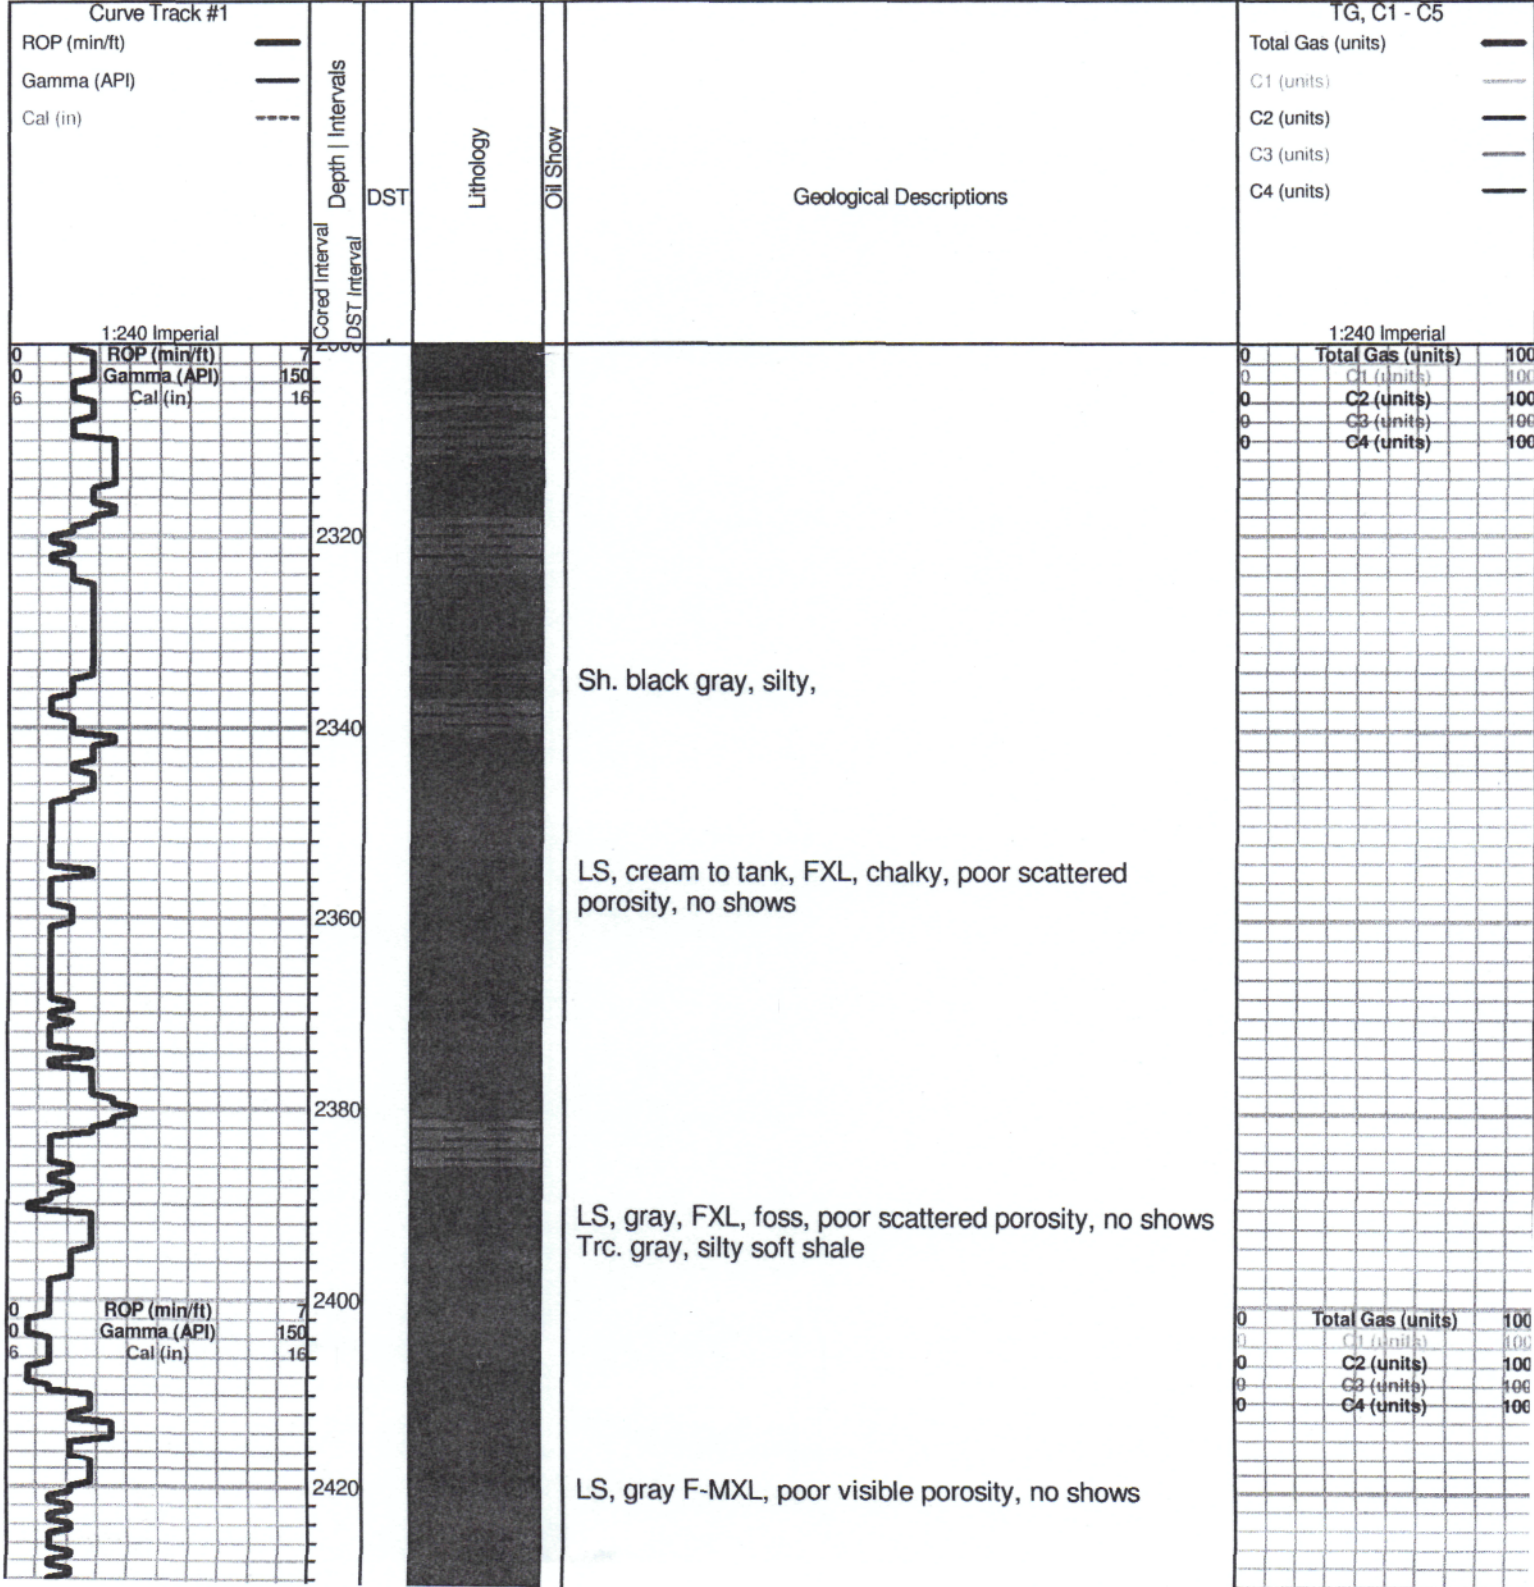 Curve Track #1
ROP (min/ft)
Gamma (API)
Cal (in)
1:240 Imperial
Depth | Intervals
Cored Interval
DST Interval
DST
Lithology
Oil Show
Geological Descriptions
TG, C1 - C5
Total Gas (units)
C1 (units)
C2 (units)
C3 (units)
C4 (units)
1:240 Imperial
0 ROP (min/ft) 7
0 Gamma (API) 150
6 Cal (in) 16
0 Total Gas (units) 100
0 C1 (units) 100
0 C2 (units) 100
0 C3 (units) 100
0 C4 (units) 100
2320
Sh. black gray, silty,
2340
LS, cream to tank, FXL, chalky, poor scattered
porosity, no shows
2360
2380
LS, gray, FXL, foss, poor scattered porosity, no shows
Trc. gray, silty soft shale
2400
0 ROP (min/ft) 7
0 Gamma (API) 150
6 Cal (in) 16
0 Total Gas (units) 100
0 C1 (units) 100
0 C2 (units) 100
0 C3 (units) 100
0 C4 (units) 100
2420
LS, gray F-MXL, poor visible porosity, no shows